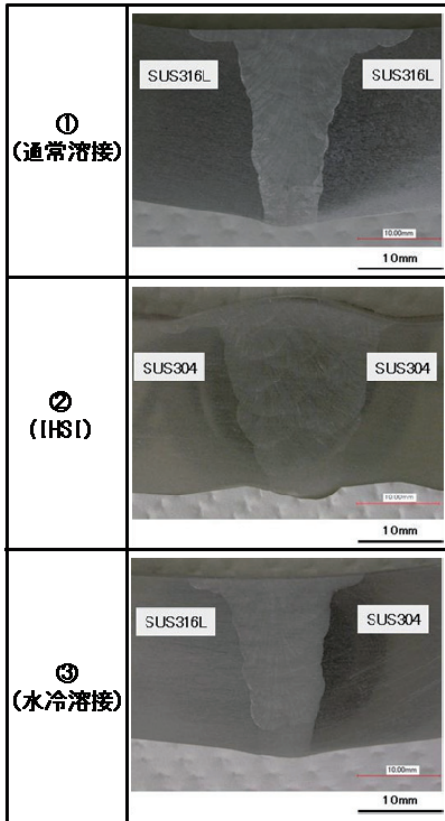 ①
(通常溶接)
SUS316L
SUS316L
10.00mm
10mm
②
(IHSI)
SUS304
SUS304
10.00mm
10mm
③
(水冷溶接)
SUS316L
SUS304
10.00mm
10mm